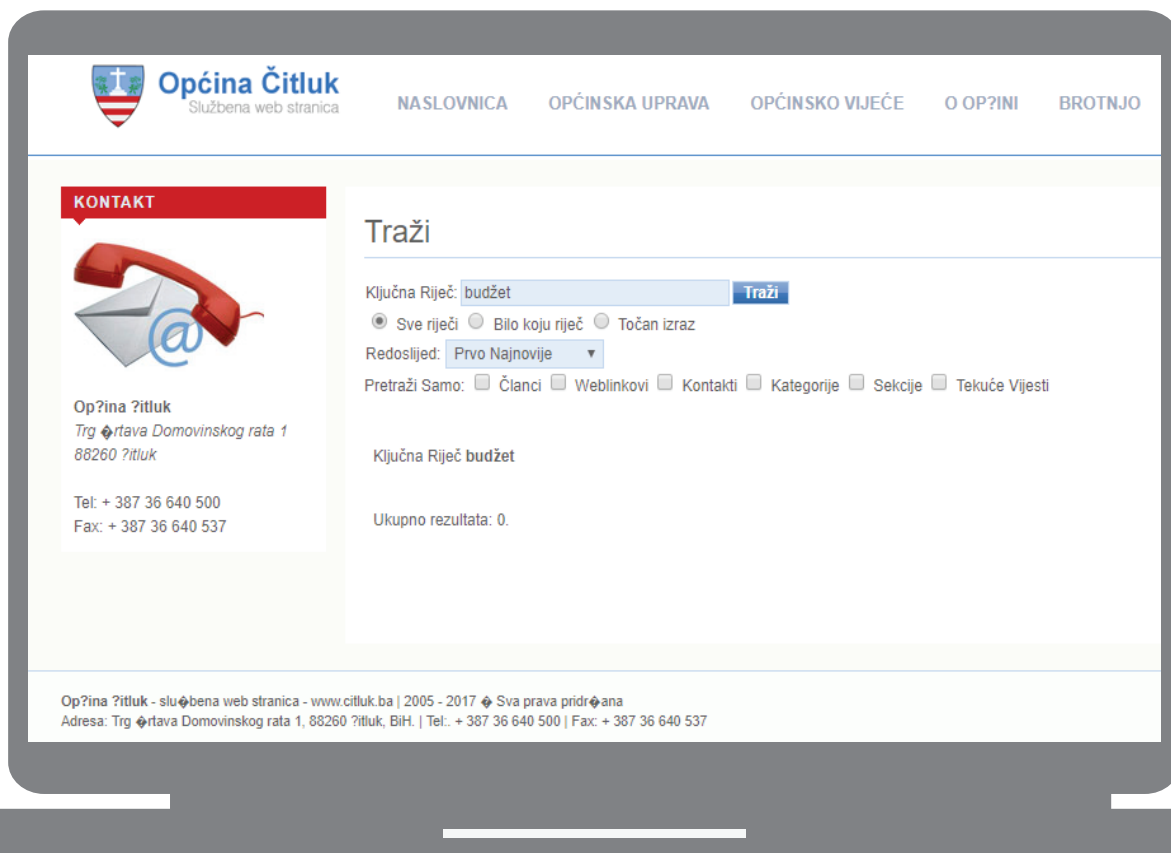 Općina Čitluk
Službena web stranica
NASLOVNICA OPĆINSKA UPRAVA OPĆINSKO VIJEĆE O OP?INI BROTNJO
KONTAKT
@
Op?ina ?itluk
Trg �rtava Domovinskog rata 1
88260 ?itluk
Tel: + 387 36 640 500
Fax: + 387 36 640 537
Traži
Ključna Riječ: budžet Traži
Sve riječi Bilo koju riječ Točan izraz
Redoslijed: Prvo Najnovije
Pretraži Samo: Članci Weblinkovi Kontakti Kategorije Sekcije Tekuće Vijesti
Ključna Riječ budžet
Ukupno rezultata: 0.
Op?ina ?itluk - slu�bena web stranica - www.citluk.ba | 2005 - 2017 � Sva prava pridr�ana
Adresa: Trg �rtava Domovinskog rata 1, 88260 ?itluk, BiH. | Tel:. + 387 36 640 500 | Fax: + 387 36 640 537